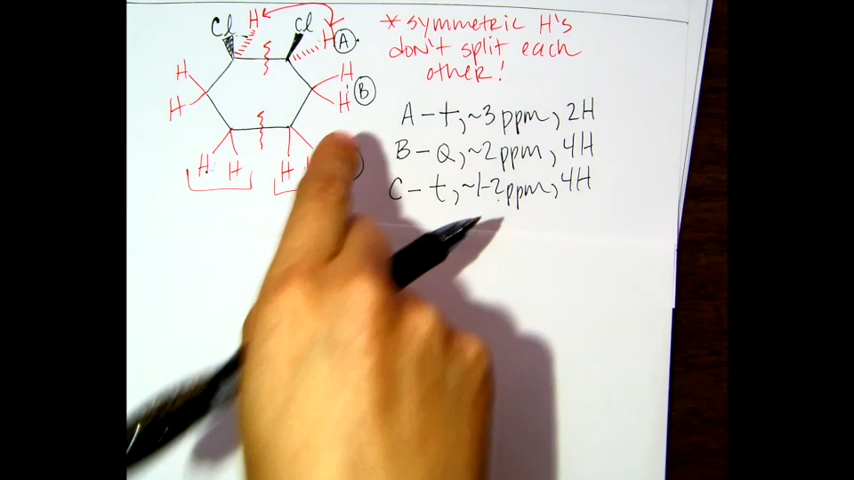 Cl H Cl
H A
* symmetric H's
don't split each
other!
H H
H H B
A - t, ~3 ppm, 2H
B - Q, ~2 ppm, 4H
C - t, ~1-2 ppm, 4H
H H H